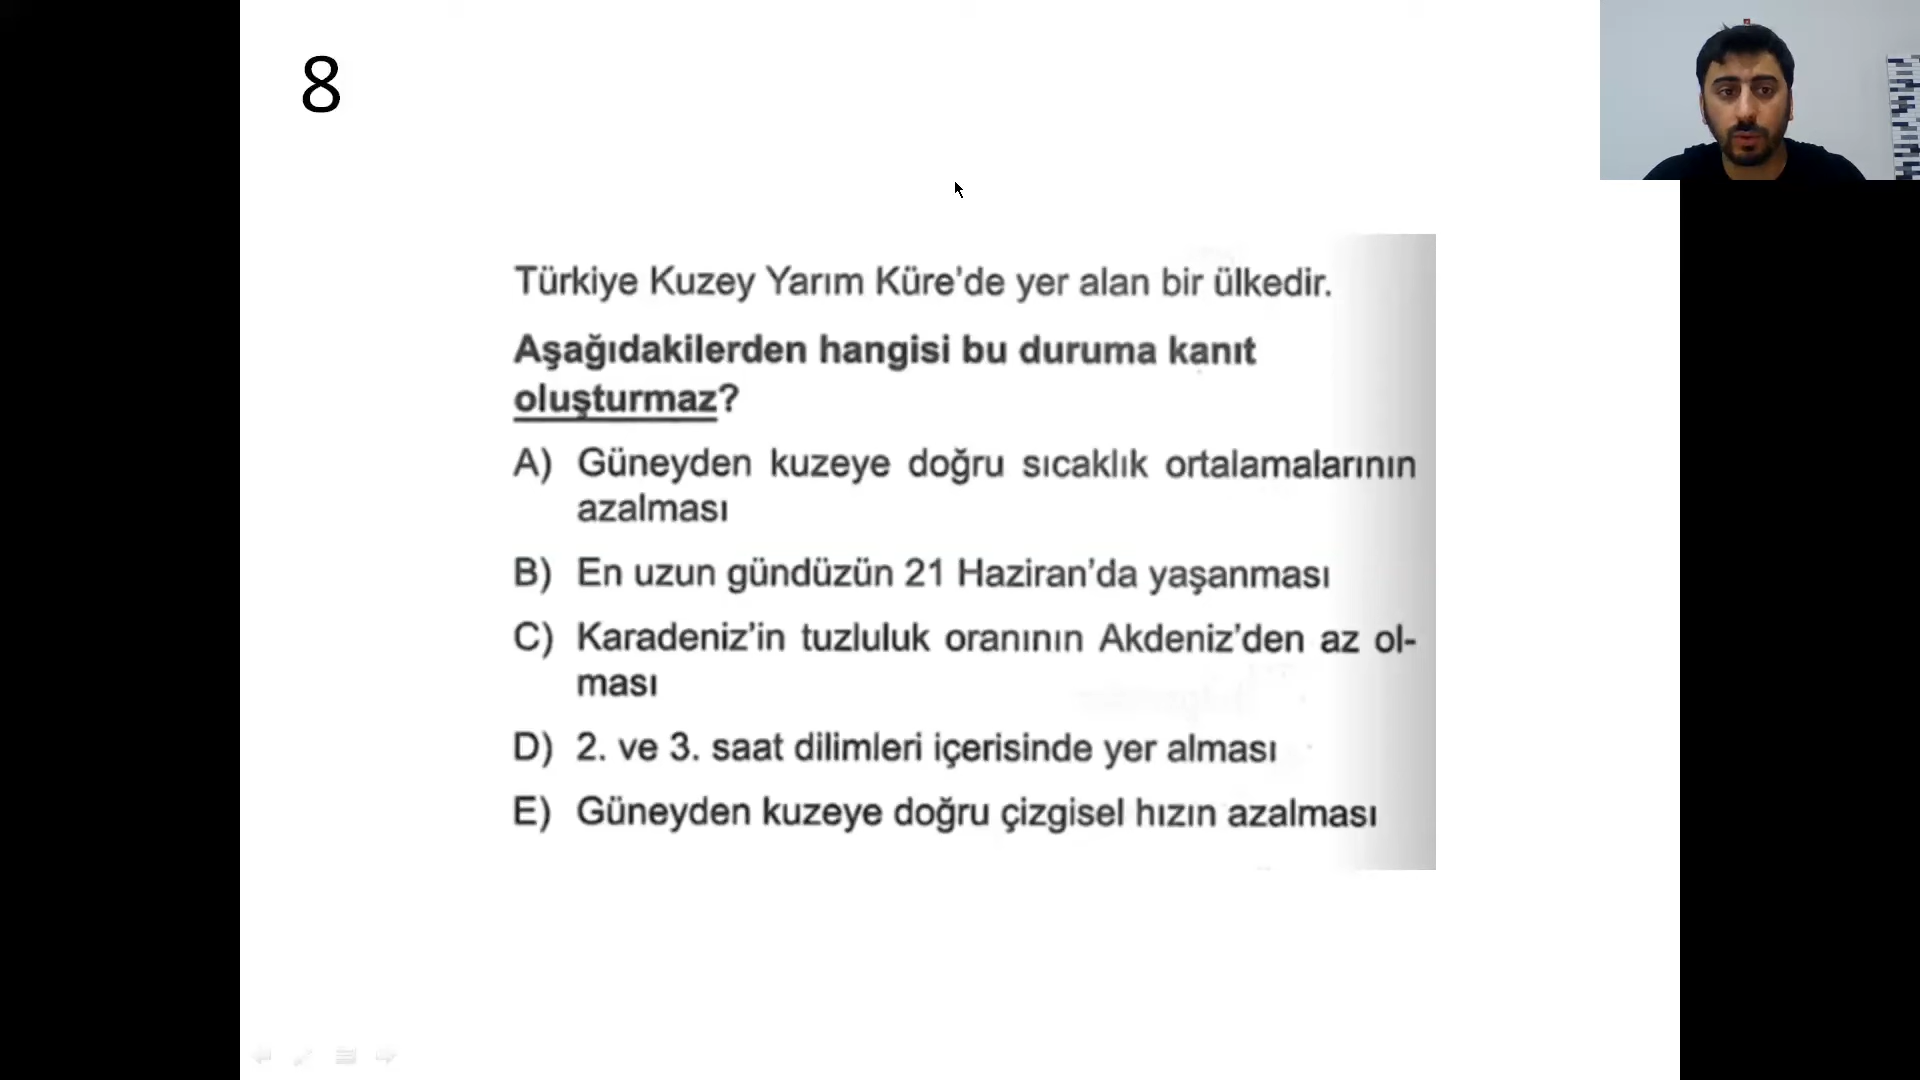 8
Türkiye Kuzey Yarım Küre'de yer alan bir ülkedir.
Aşağıdakilerden hangisi bu duruma kanıt
oluşturmaz?
A) Güneyden kuzeye doğru sıcaklık ortalamalarının
azalması
B) En uzun gündüzün 21 Haziran'da yaşanması
C) Karadeniz'in tuzluluk oranının Akdeniz'den az ol-
ması
D) 2. ve 3. saat dilimleri içerisinde yer alması
E) Güneyden kuzeye doğru çizgisel hızın azalması